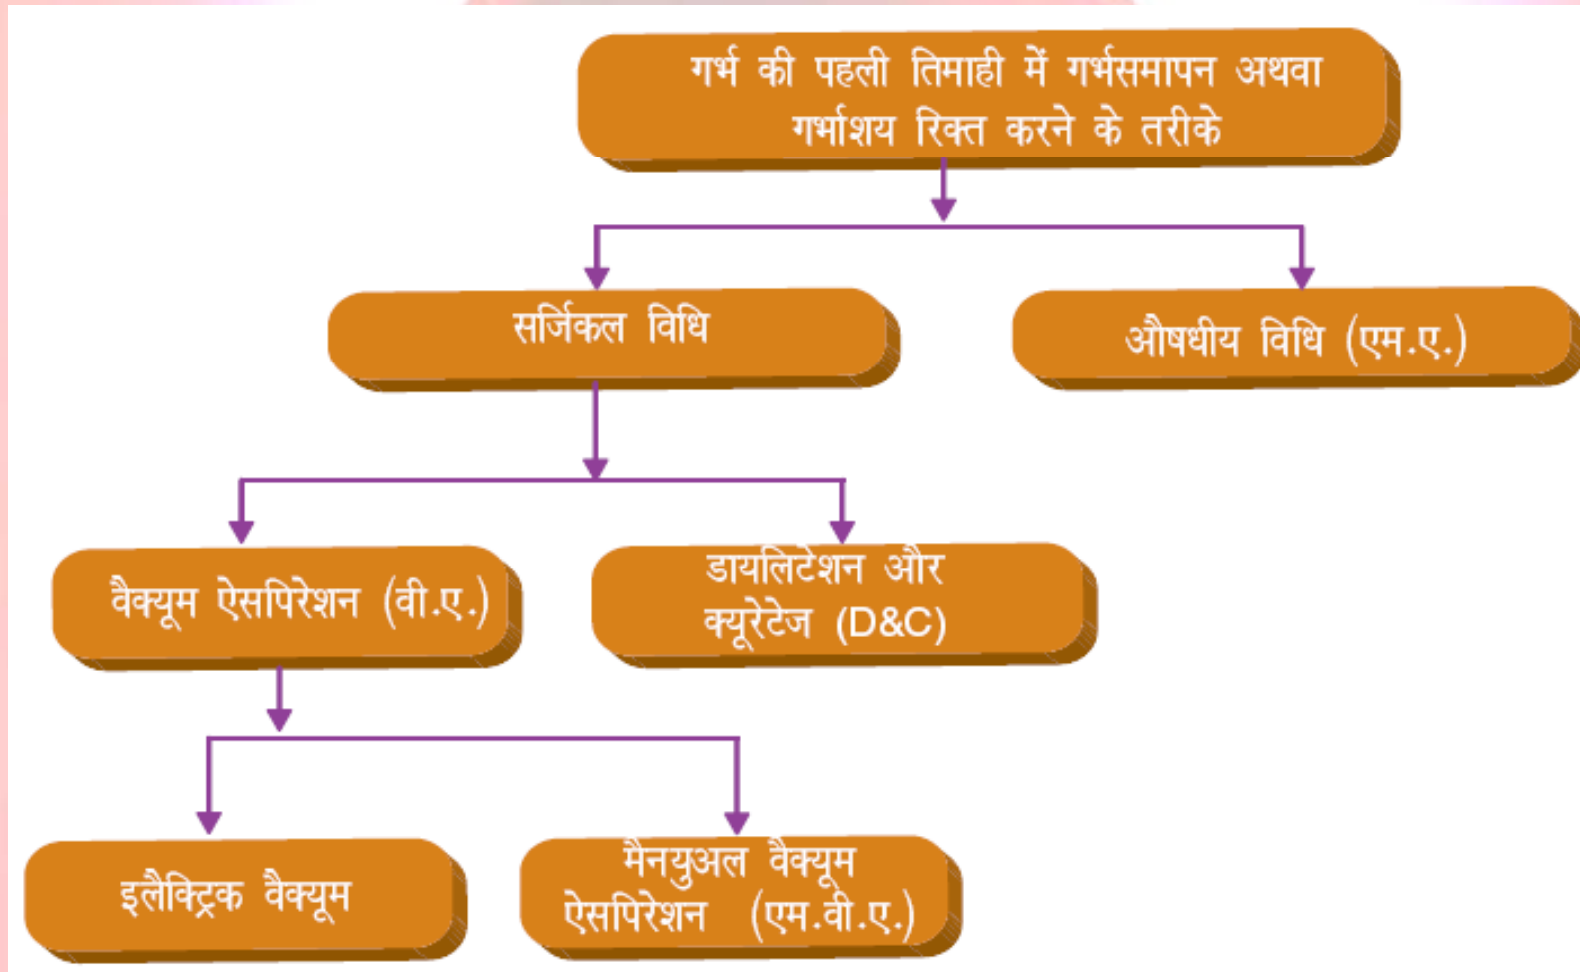 गर्भ की पहली तिमाही में गर्भसमापन अथवा
गर्भाशय रिक्त करने के तरीके
सर्जिकल विधि
औषधीय विधि (एम.ए.)
वैक्यूम ऐसपिरेशन (वी.ए.)
डायलिटेशन और
क्यूरेटेज (D&C)
इलैक्ट्रिक वैक्यूम
मैनयुअल वैक्यूम
ऐसपिरेशन (एम.वी.ए.)